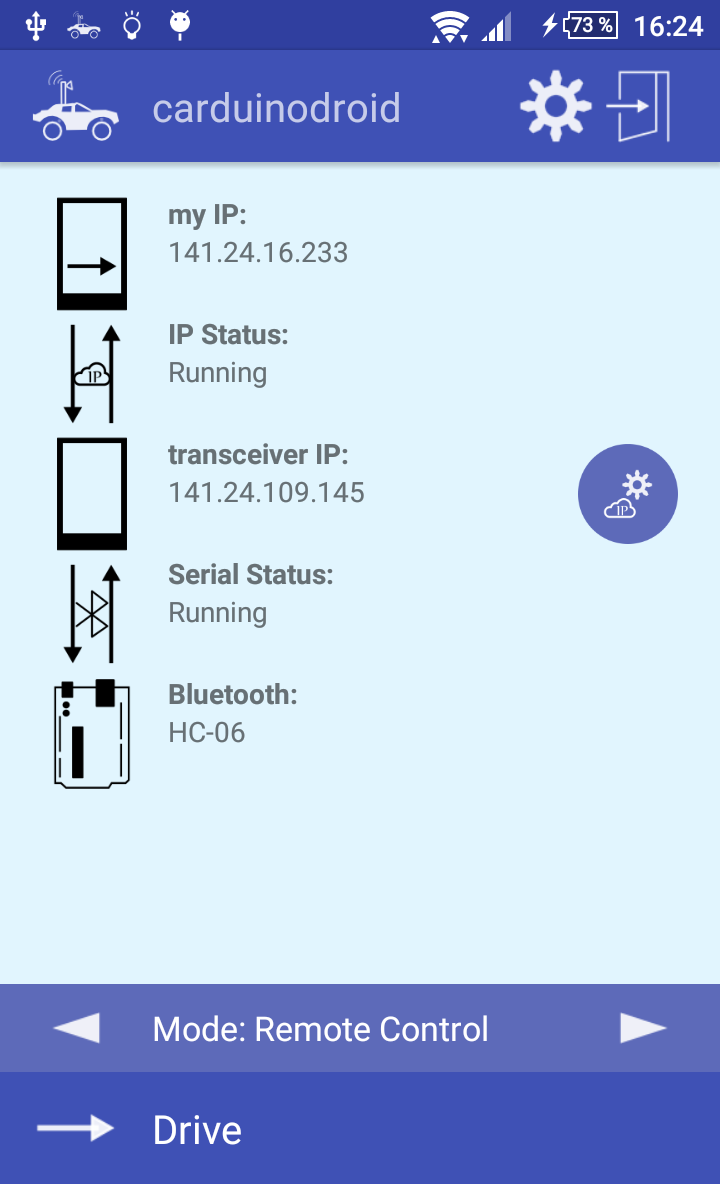 73 % 16:24
carduinodroid
my IP:
141.24.16.233
IP Status:
IP
Running
transceiver IP:
141.24.109.145
IP
Serial Status:
Running
Bluetooth:
HC-06
Mode: Remote Control
Drive